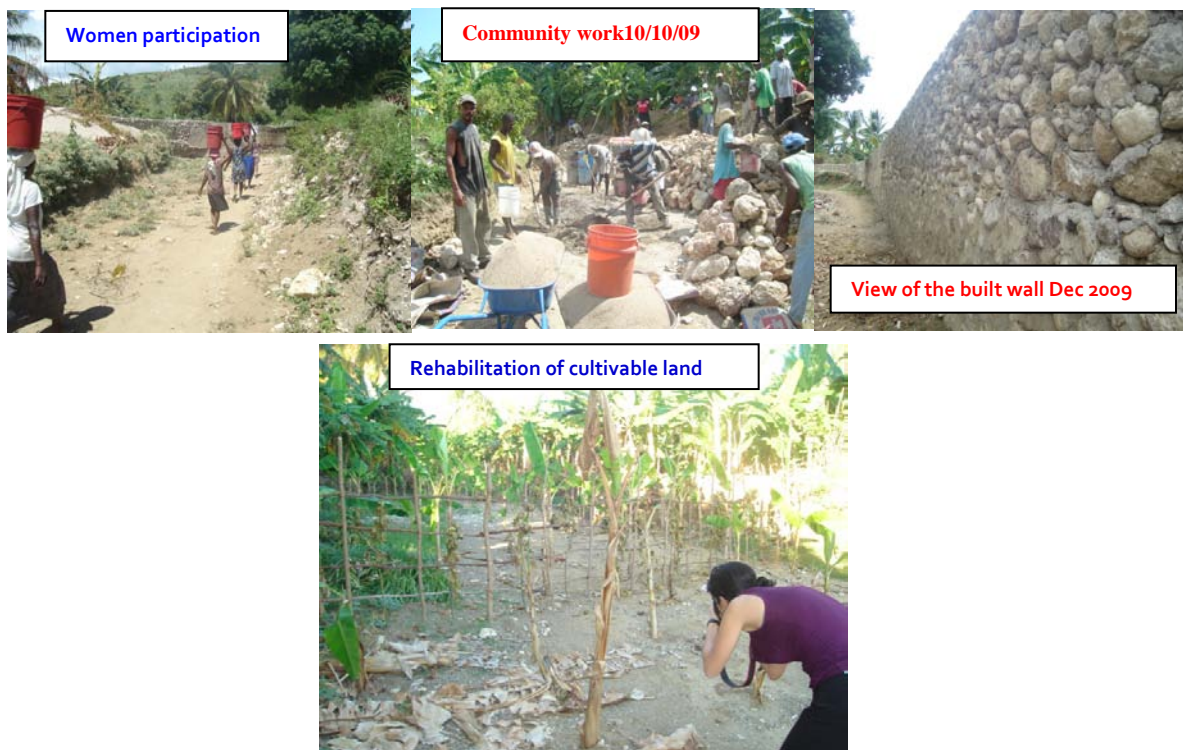 Women participation
Community work10/10/09
View of the built wall Dec 2009
Rehabilitation of cultivable land